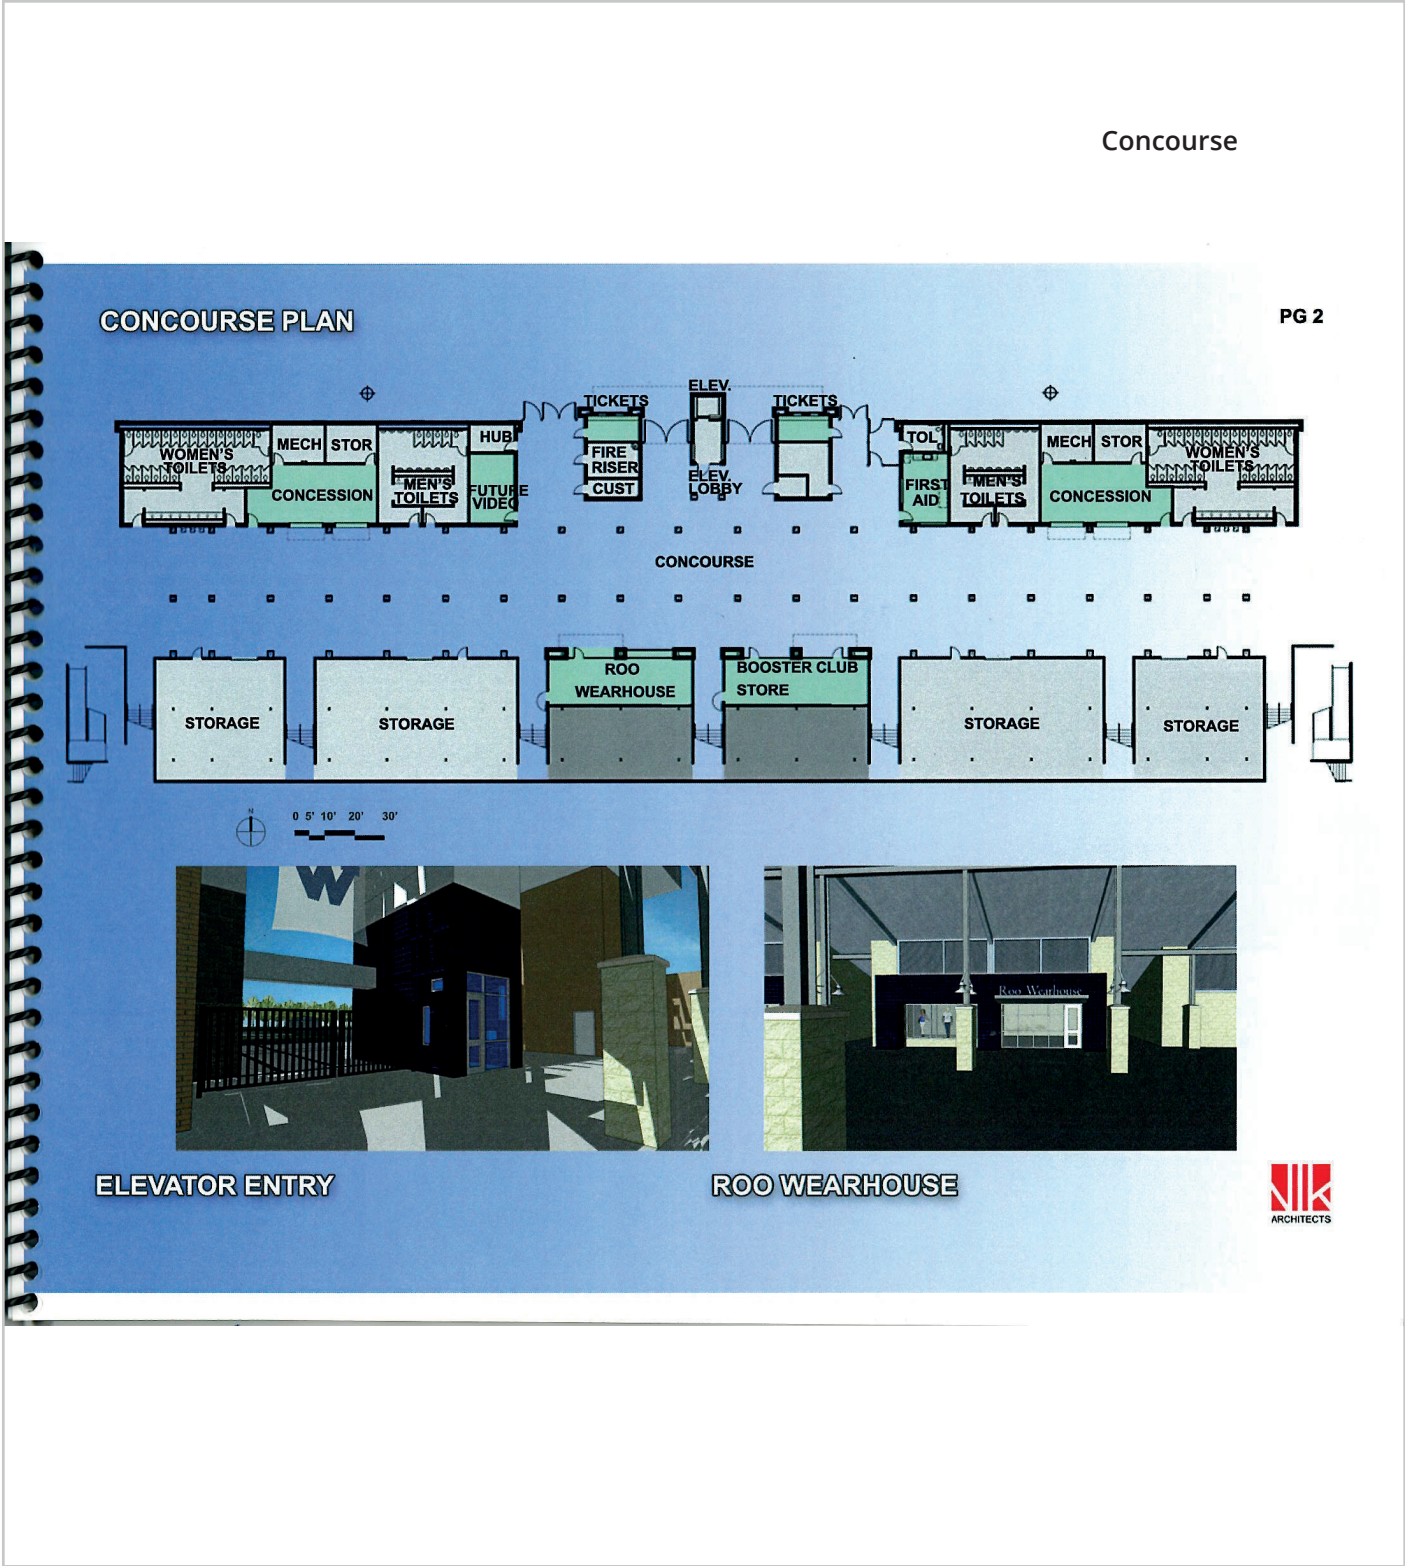 Concourse
CONCOURSE PLAN
PG 2
ELEV.
TICKETS
TICKETS
WOMEN'S
TOILETS
MECH
STOR
CONCESSION
MEN'S
TOILETS
HUB
FUTURE
VIDEO
FIRE
RISER
CUST
ELEV.
LOBBY
TOL
FIRST
AID
MEN'S
TOILETS
MECH
STOR
CONCESSION
WOMEN'S
TOILETS
CONCOURSE
STORAGE
STORAGE
ROO
WEARHOUSE
BOOSTER CLUB
STORE
STORAGE
STORAGE
N
0 5' 10' 20' 30'
W
Roo Wearhouse
ELEVATOR ENTRY
ROO WEARHOUSE
VLK
ARCHITECTS